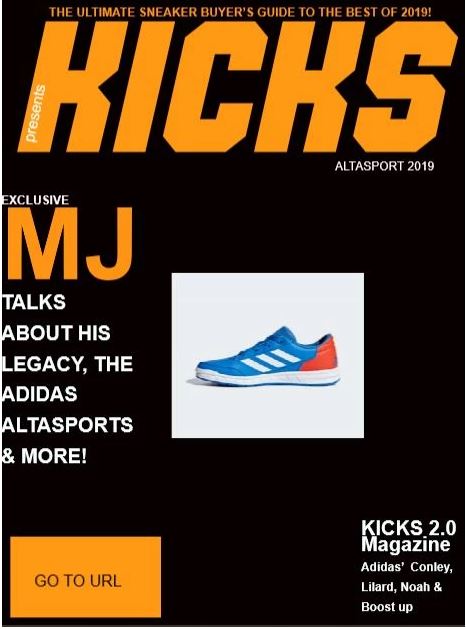 THE ULTIMATE SNEAKER BUYER'S GUIDE TO THE BEST OF 2019!
presents
KICKS
ALTASPORT 2019
EXCLUSIVE
MJ
TALKS
ABOUT HIS
LEGACY, THE
ADIDAS
ALTASPORTS
& MORE!
KICKS 2.0
Magazine
Adidas' Conley,
Lilard, Noah &
Boost up
GO TO URL